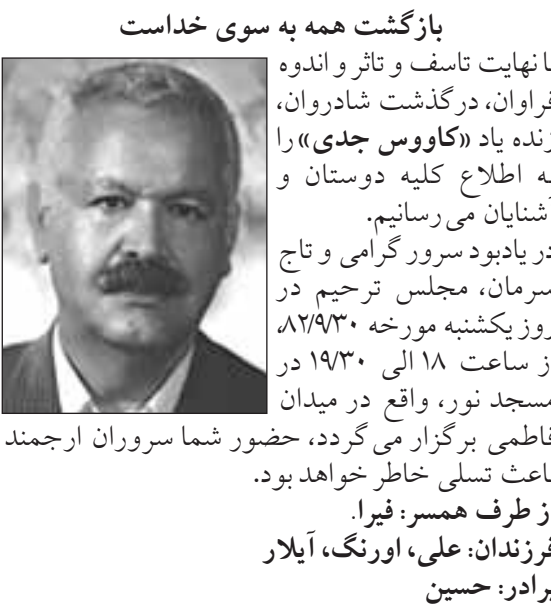 بازگشت همه به سوی خداست
با نهایت تاسف و تاثر و اندوه
فراوان، درگذشت شادروان،
زنده یاد «کاووس جدی» را
به اطلاع کلیه دوستان و
آشنایان می‌رسانیم.
در یادبود سرور گرامی و تاج
سرمان، مجلس ترحیم در
روز یکشنبه مورخه ۸۲/۹/۳۰،
از ساعت ۱۸ الی ۱۹/۳۰ در
مسجد نور، واقع در میدان
فاطمی برگزار می‌گردد، حضور شما سروران ارجمند
باعث تسلی خاطر خواهد بود.
از طرف همسر: فیرا.
فرزندان: علی، اورنگ، آیلار
برادر: حسین